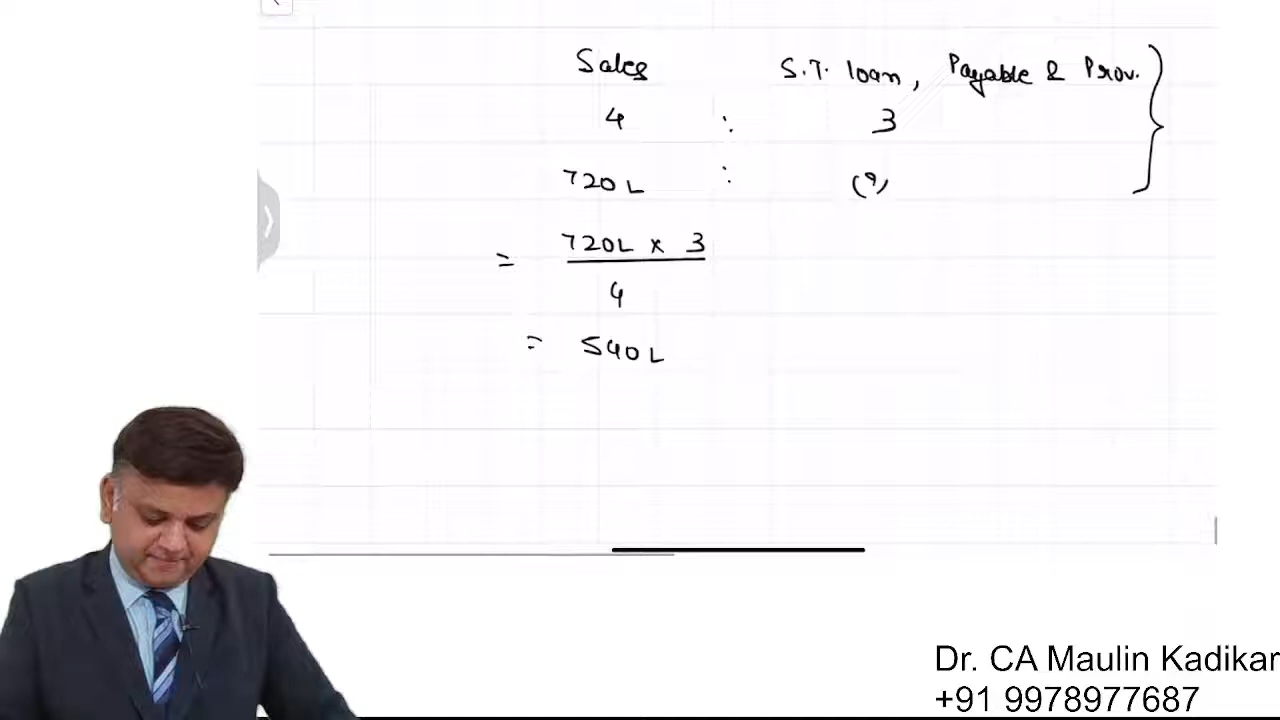 Sales S.T. loan, Payable & Prov.
4 : 3
720L : (?)
= 720L x 3
4
= 540L
Dr. CA Maulin Kadikar
+91 9978977687